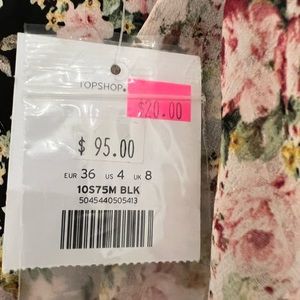 TOPSHOP
$20.00
$ 95.00
EUR 36 US 4 UK 8
10S75M BLK
5045440505413